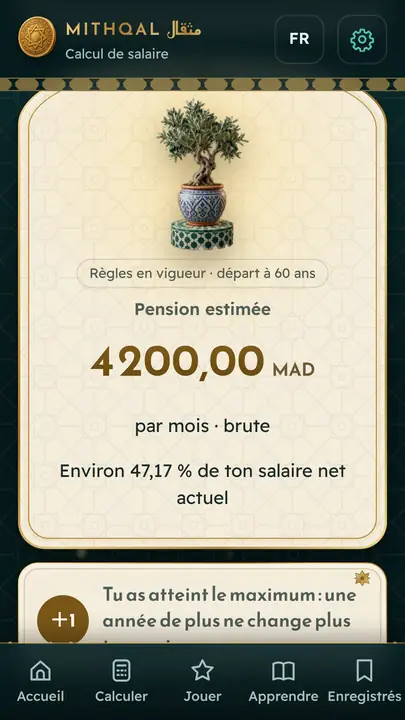 MITHQAL مثقال
Calcul de salaire
FR
Règles en vigueur · départ à 60 ans
Pension estimée
4 200,00 MAD
par mois · brute
Environ 47,17 % de ton salaire net
actuel
+1
Tu as atteint le maximum : une
année de plus ne change plus
Accueil
Calculer
Jouer
Apprendre
Enregistrés